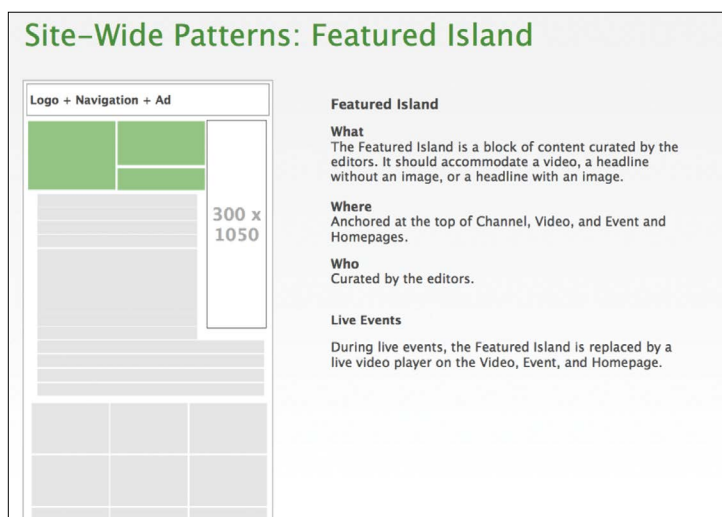 Site-Wide Patterns: Featured Island
Logo + Navigation + Ad
300 x
1050
Featured Island
What
The Featured Island is a block of content curated by the
editors. It should accommodate a video, a headline
without an image, or a headline with an image.
Where
Anchored at the top of Channel, Video, and Event and
Homepages.
Who
Curated by the editors.
Live Events
During live events, the Featured Island is replaced by a
live video player on the Video, Event, and Homepage.